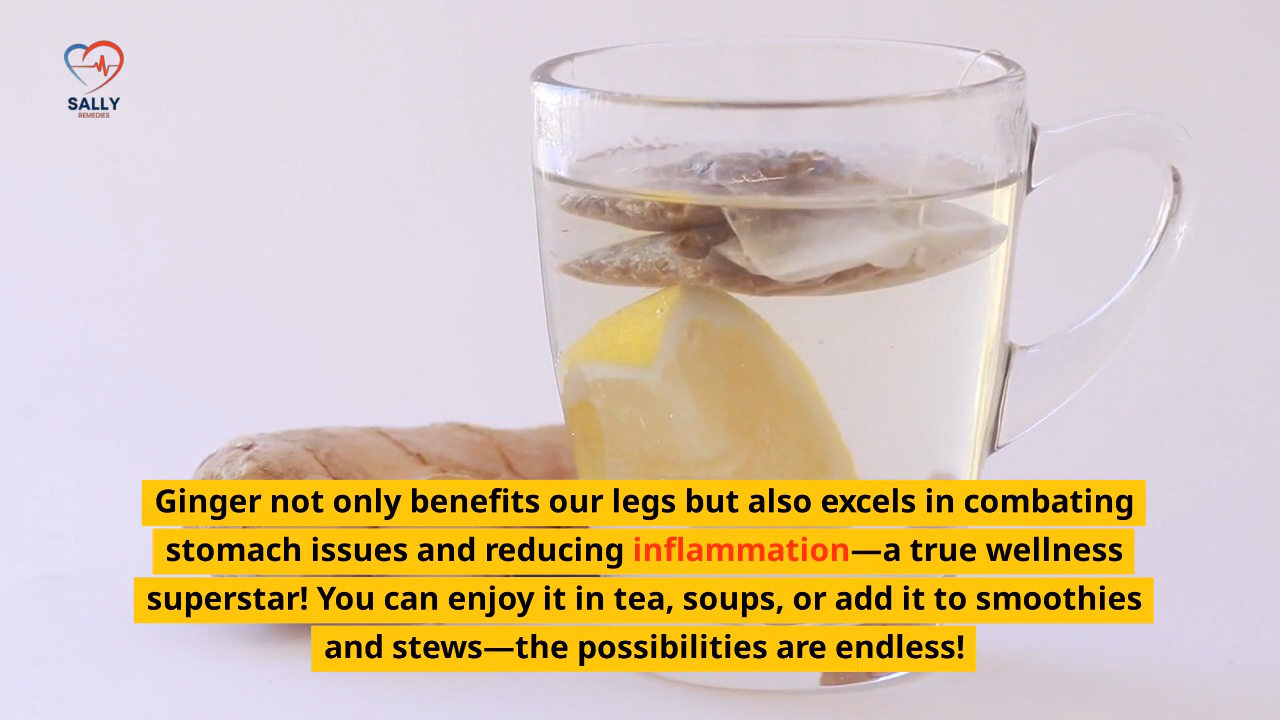 SALLY
REMEDIES
Ginger not only benefits our legs but also excels in combating
stomach issues and reducing inflammation—a true wellness
superstar! You can enjoy it in tea, soups, or add it to smoothies
and stews—the possibilities are endless!